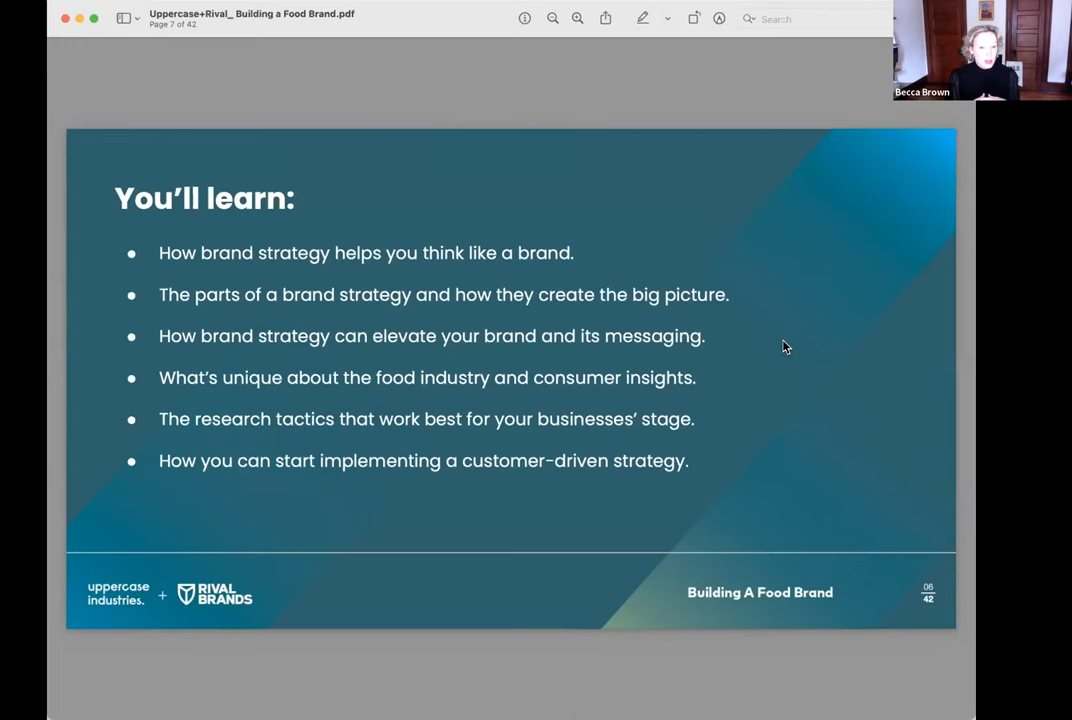 Uppercase+Rival_ Building a Food Brand.pdf
Page 7 of 42
Search
Becca Brown
You'll learn:
● How brand strategy helps you think like a brand.
● The parts of a brand strategy and how they create the big picture.
● How brand strategy can elevate your brand and its messaging.
● What's unique about the food industry and consumer insights.
● The research tactics that work best for your businesses' stage.
● How you can start implementing a customer-driven strategy.
uppercase
industries.
+
RIVAL
BRANDS
Building A Food Brand
06
42